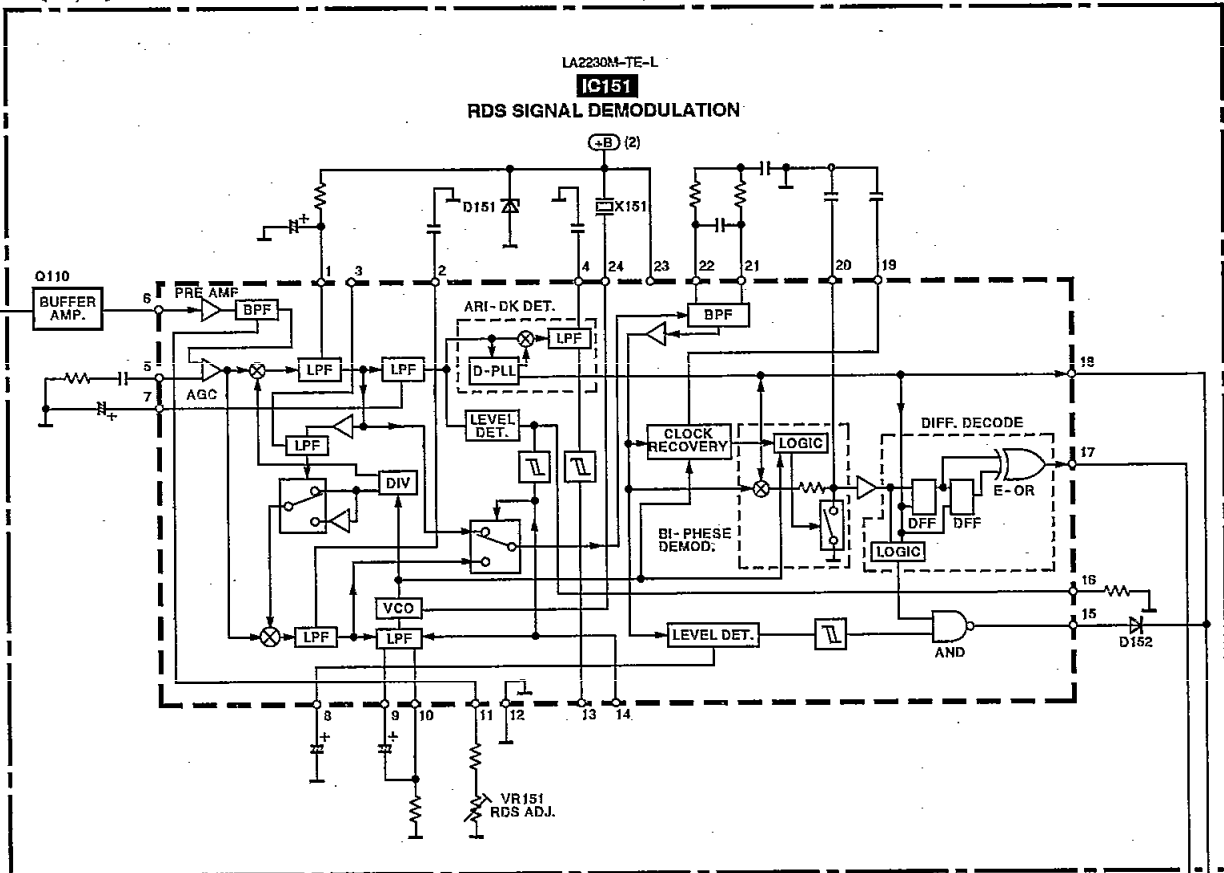 LA2230M-TE-L
IC151
RDS SIGNAL DEMODULATION
+B (2)
D151
X151
1
3
2
4
24
23
22
21
20
19
Q110
BUFFER
AMP.
6
PRE AMP
BPF
ARI-DK DET.
LPF
BPF
5
AGC
LPF
LPF
D-PLL
18
7
LEVEL
DET.
CLOCK
RECOVERY
LOGIC
DIFF. DECODE
LPF
DIV
17
E-OR
DFF
DFF
BI-PHESE
DEMOD.
LOGIC
16
VCO
15
LPF
LPF
LEVEL DET.
AND
D152
8
9
10
11
12
13
14
VR151
RDS ADJ.